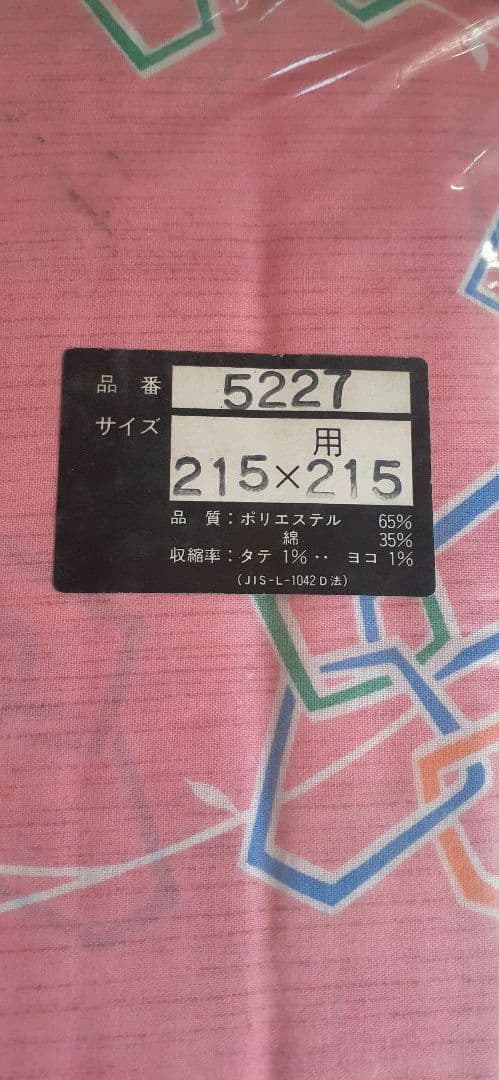 品 番 5227
サイズ 用
215×215
品 質：ポリエステル 65%
綿 35%
収縮率：タテ 1%‥ ヨコ 1%
(JIS-L-1042 D法)